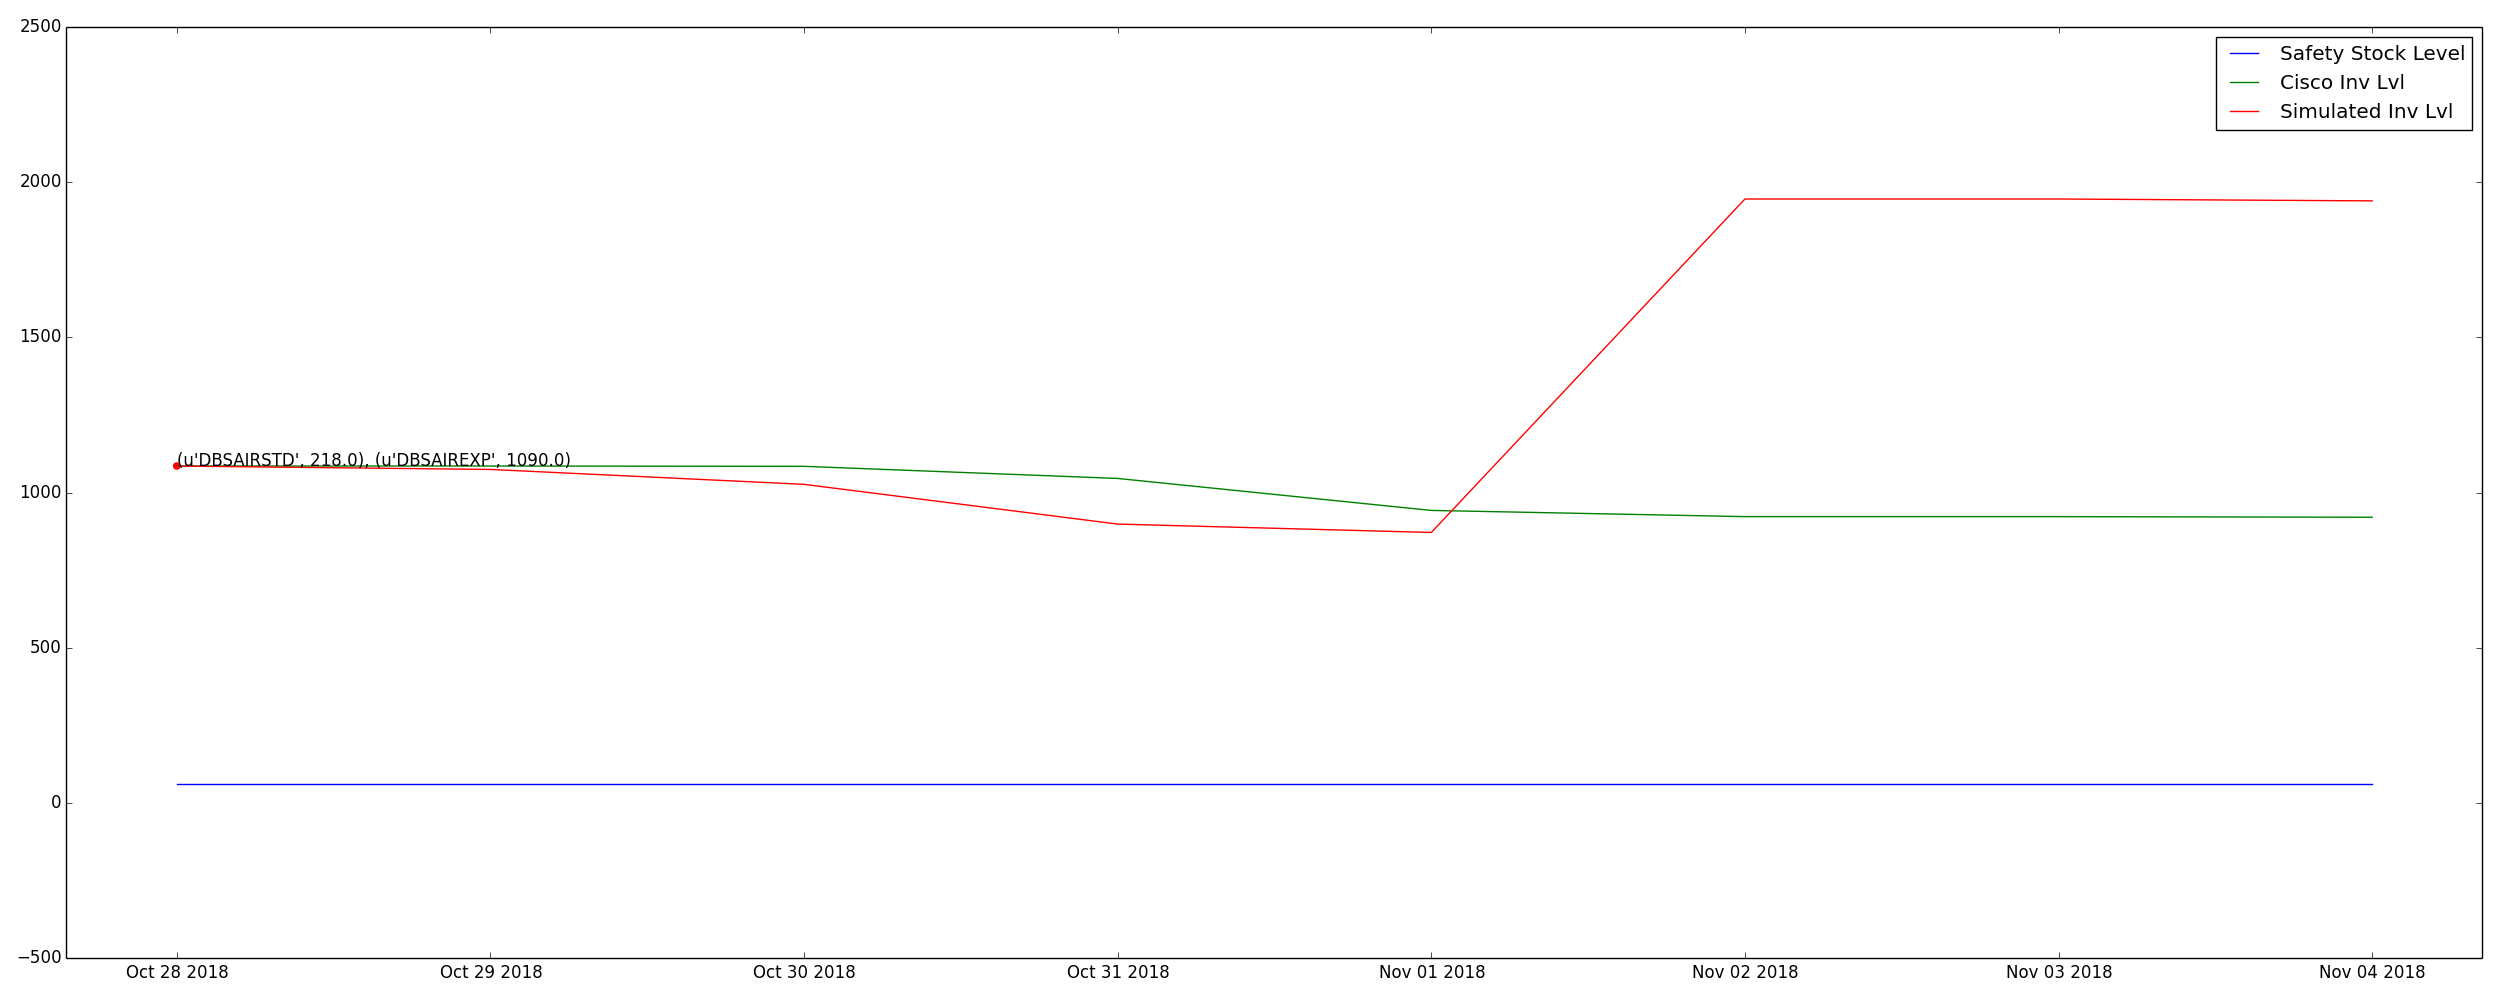 2500
Safety Stock Level
Cisco Inv Lvl
Simulated Inv Lvl
2000
1500
(u'DBSAIRSTD', 218.0), (u'DBSAIREXP', 1090.0)
1000
500
0
−500
Oct 28 2018 Oct 29 2018 Oct 30 2018 Oct 31 2018 Nov 01 2018 Nov 02 2018 Nov 03 2018 Nov 04 2018